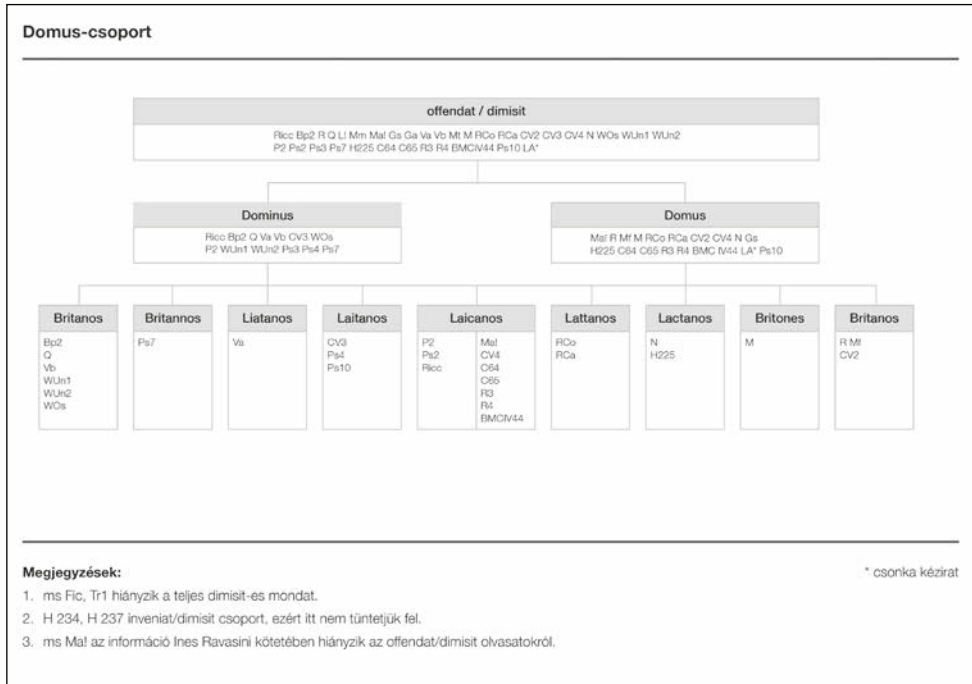 Domus-csoport
offendat / dimisit
Ricc Bp2 R Q L! Mm Ma! Gs Ga Va Vb Mt M RCo RCa CV2 CV3 CV4 N WOs WUn1 WUn2
P2 Ps2 Ps3 Ps7 H225 C64 C65 R3 R4 BMCIV44 Ps10 LA*
Dominus
Ricc Bp2 Q Va Vb CV3 WOs
P2 WUn1 WUn2 Ps3 Ps4 Ps7
Domus
Ma! R Mf M RCo RCa CV2 CV4 N Gs
H225 C64 C65 R3 R4 BMC IV44 LA* Ps10
Britanos
Bp2
Q
Vb
WUn1
WUn2
WOs
Britannos
Ps7
Liatanos
Va
Laitanos
CV3
Ps4
Ps10
Laicanos
P2
Ps2
Ricc
Ma!
CV4
C64
C65
R3
R4
BMCIV44
Lattanos
RCo
RCa
Lactanos
N
H225
Britones
M
Britanos
R Mf
CV2
Megjegyzések:
* csonka kézirat
1. ms Fic, Tr1 hiányzik a teljes dimisit-es mondat.
2. H 234, H 237 inveniat/dimisit csoport, ezért itt nem tüntetjük fel.
3. ms Ma! az információ Ines Ravasini kötetében hiányzik az offendat/dimisit olvasatokról.